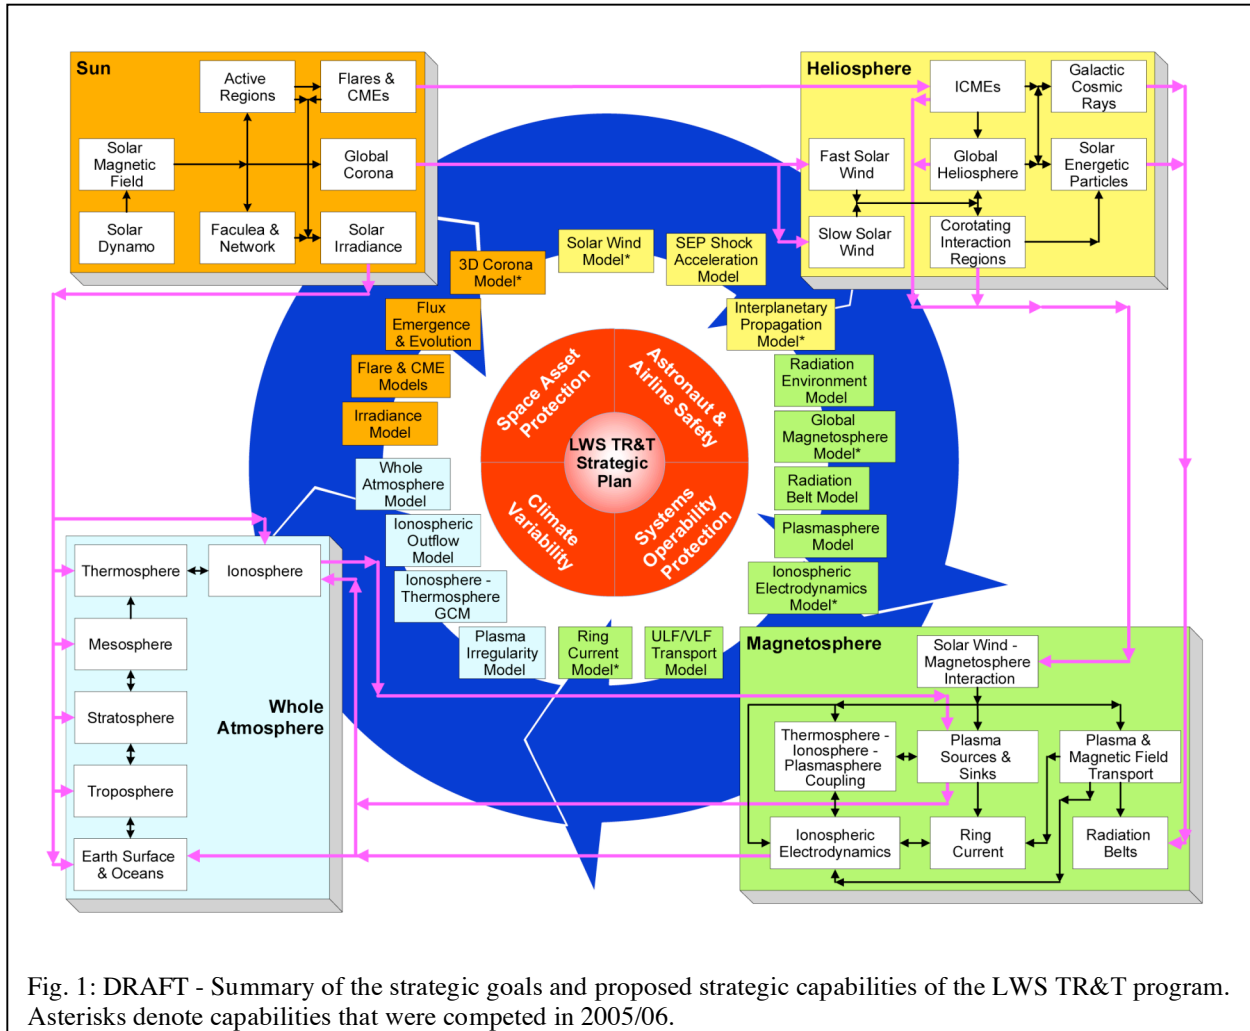 Sun
Active
Regions
Flares &
CMEs
Solar
Magnetic
Field
Global
Corona
Solar
Dynamo
Faculea &
Network
Solar
Irradiance
Heliosphere
ICMEs
Galactic
Cosmic
Rays
Fast Solar
Wind
Global
Heliosphere
Solar
Energetic
Particles
Slow Solar
Wind
Corotating
Interaction
Regions
3D Corona
Model*
Solar Wind
Model*
SEP Shock
Acceleration
Model
Flux
Emergence
& Evolution
Interplanetary
Propagation
Model*
Flare & CME
Models
Radiation
Environment
Model
Irradiance
Model
Global
Magnetosphere
Model*
Whole
Atmosphere
Model
Radiation
Belt Model
Ionospheric
Outflow
Model
Plasmasphere
Model
Ionosphere -
Thermosphere
GCM
Ionospheric
Electrodynamics
Model*
Plasma
Irregularity
Model
Ring
Current
Model*
ULF/VLF
Transport
Model
Space Asset
Protection
Astronaut &
Airline Safety
LWS TR&T
Strategic
Plan
Climate
Variability
Systems
Operability
Protection
Thermosphere
Ionosphere
Mesosphere
Stratosphere
Whole
Atmosphere
Troposphere
Earth Surface
& Oceans
Magnetosphere
Solar Wind -
Magnetosphere
Interaction
Thermosphere -
Ionosphere -
Plasmasphere
Coupling
Plasma
Sources &
Sinks
Plasma &
Magnetic Field
Transport
Ionospheric
Electrodynamics
Ring
Current
Radiation
Belts
Fig. 1: DRAFT - Summary of the strategic goals and proposed strategic capabilities of the LWS TR&T program.
Asterisks denote capabilities that were competed in 2005/06.